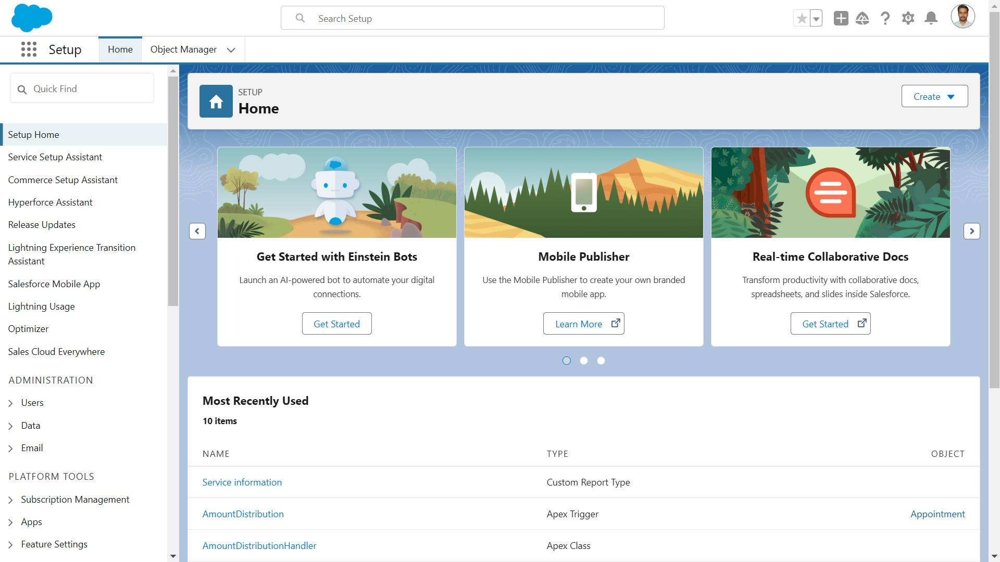 Search Setup
Setup
Home
Object Manager
Quick Find
Setup Home
Service Setup Assistant
Commerce Setup Assistant
Hyperforce Assistant
Release Updates
Lightning Experience Transition
Assistant
Salesforce Mobile App
Lightning Usage
Optimizer
Sales Cloud Everywhere
ADMINISTRATION
Users
Data
Email
PLATFORM TOOLS
Subscription Management
Apps
Feature Settings
SETUP
Home
Create
Get Started with Einstein Bots
Launch an AI-powered bot to automate your digital
connections.
Get Started
Mobile Publisher
Use the Mobile Publisher to create your own branded
mobile app.
Learn More
Real-time Collaborative Docs
Transform productivity with collaborative docs,
spreadsheets, and slides inside Salesforce.
Get Started
Most Recently Used
10 items
NAME TYPE OBJECT
Service information Custom Report Type
AmountDistribution Apex Trigger Appointment
AmountDistributionHandler Apex Class